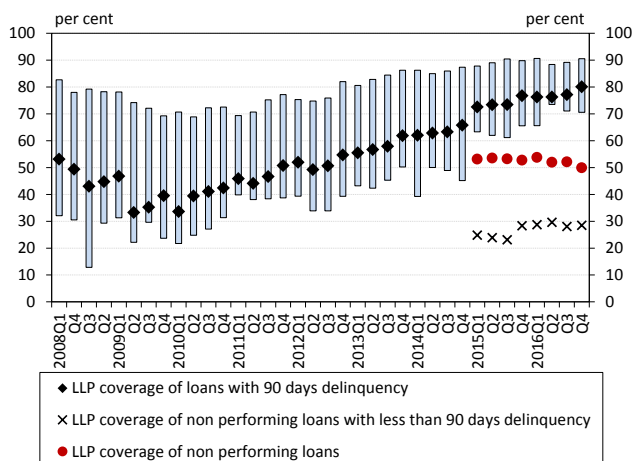 per cent
per cent
100
90
80
70
60
50
40
30
20
10
0
100
90
80
70
60
50
40
30
20
10
0
2008Q1
Q4
Q3
Q2
2009Q1
Q2
Q3
Q4
2010Q1
Q2
Q3
Q4
2011Q1
Q2
Q3
Q4
2012Q1
Q2
Q3
Q4
2013Q1
Q2
Q3
Q4
2014Q1
Q2
Q3
Q4
2015Q1
Q2
Q3
Q4
2016Q1
Q2
Q3
Q4
LLP coverage of loans with 90 days delinquency
LLP coverage of non performing loans with less than 90 days delinquency
LLP coverage of non performing loans